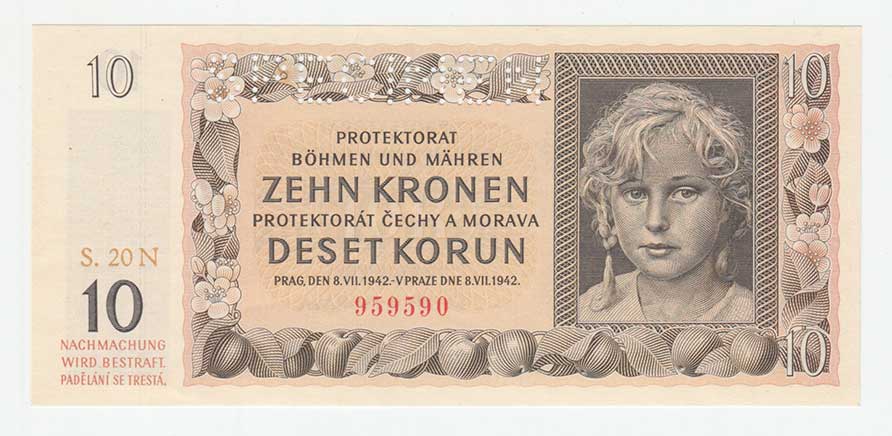 10
10
PROTEKTORAT
BÖHMEN UND MÄHREN
ZEHN KRONEN
PROTEKTORÁT ČECHY A MORAVA
DESET KORUN
PRAG, DEN 8.VII.1942.-V PRAZE DNE 8.VII.1942.
959590
S. 20 N
10
NACHMACHUNG
WIRD BESTRAFT.
PADĚLÁNÍ SE TRESTÁ.
10